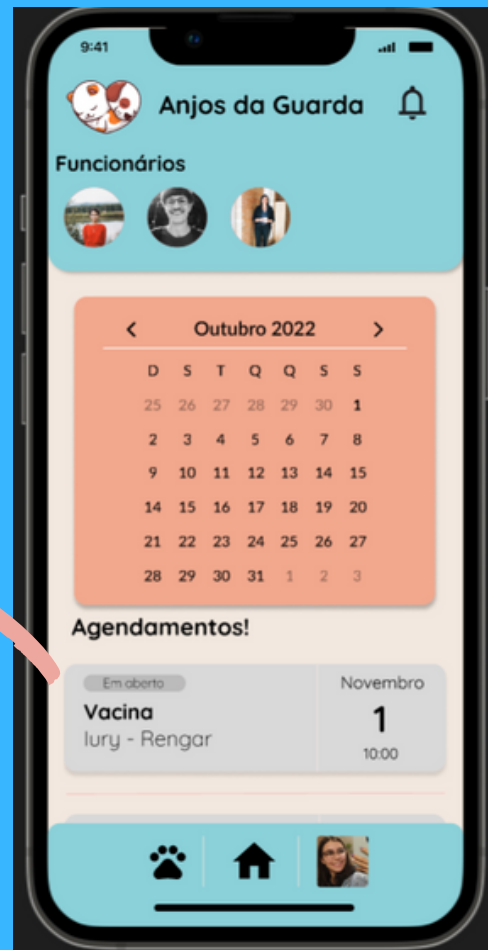 9:41
Anjos da Guarda
Funcionários
Outubro 2022
D S T Q Q S S
25 26 27 28 29 30 1
2 3 4 5 6 7 8
9 10 11 12 13 14 15
14 15 16 17 18 19 20
21 22 23 24 25 26 27
28 29 30 31 1 2 3
Agendamentos!
Em aberto
Vacina
Iury - Rengar
Novembro
1
10:00